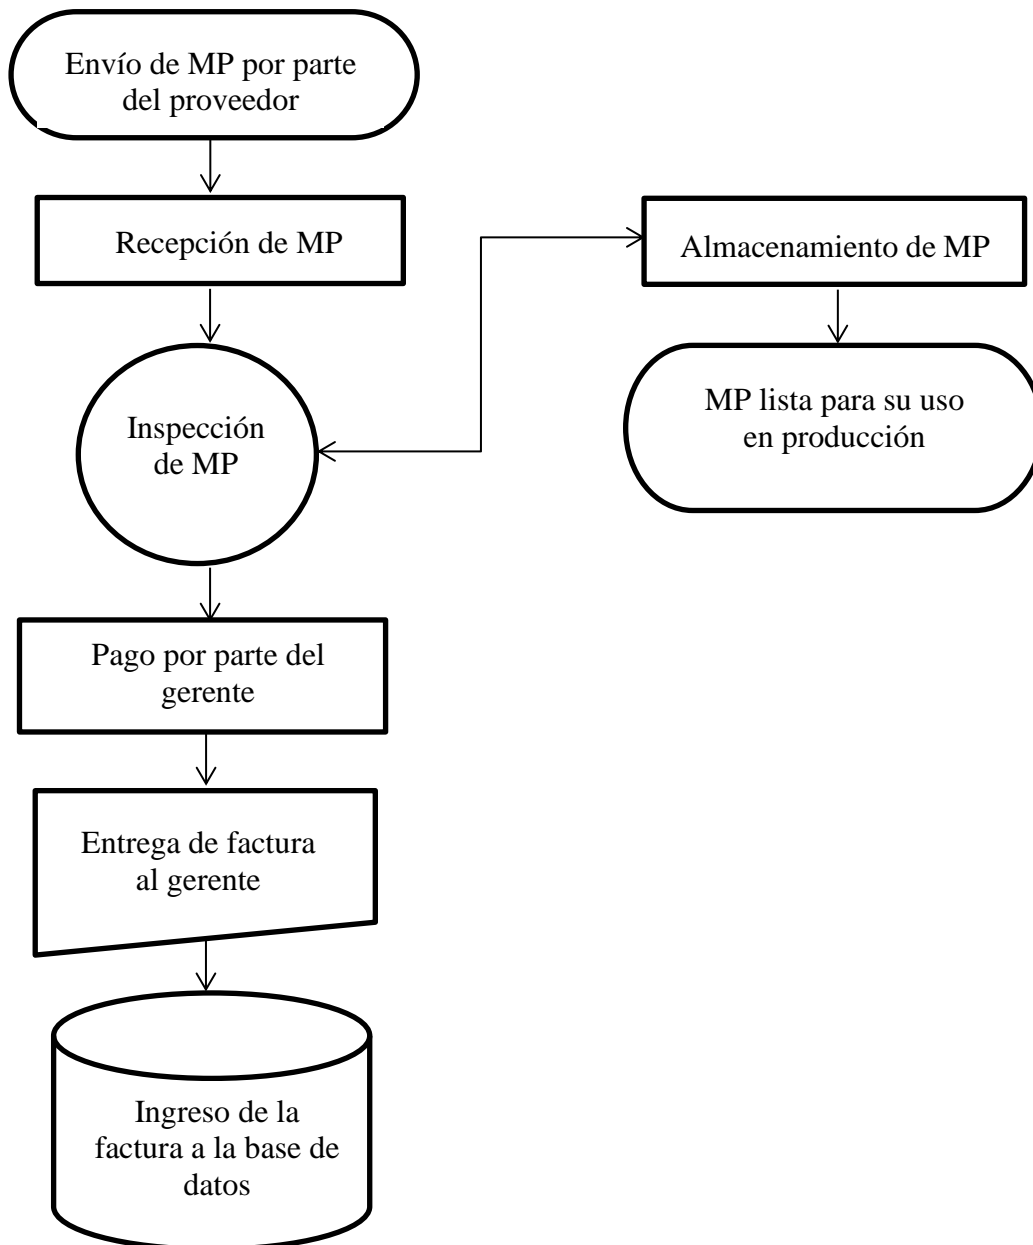 Envío de MP por parte
del proveedor
Recepción de MP
Inspección
de MP
Pago por parte del
gerente
Entrega de factura
al gerente
Ingreso de la
factura a la base de
datos
Almacenamiento de MP
MP lista para su uso
en producción